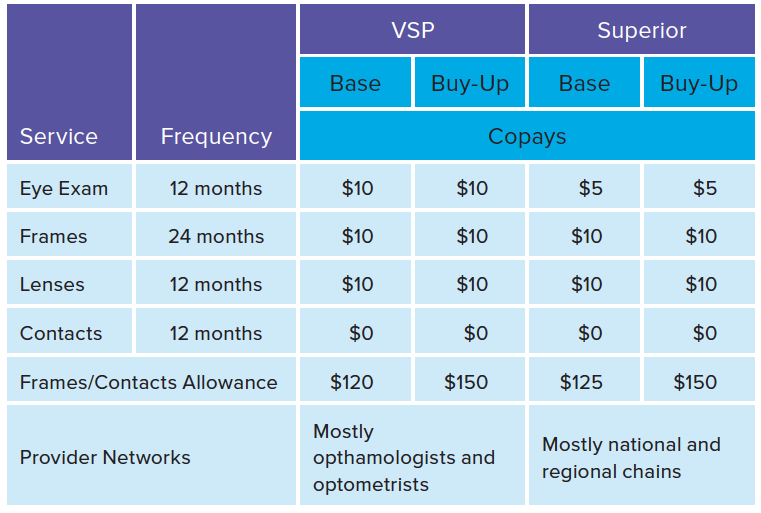 VSP Superior
Base Buy-Up Base Buy-Up
Service Frequency Copays
Eye Exam 12 months $10 $10 $5 $5
Frames 24 months $10 $10 $10 $10
Lenses 12 months $10 $10 $10 $10
Contacts 12 months $0 $0 $0 $0
Frames/Contacts Allowance $120 $150 $125 $150
Provider Networks
Mostly
opthamologists and
optometrists
Mostly national and
regional chains